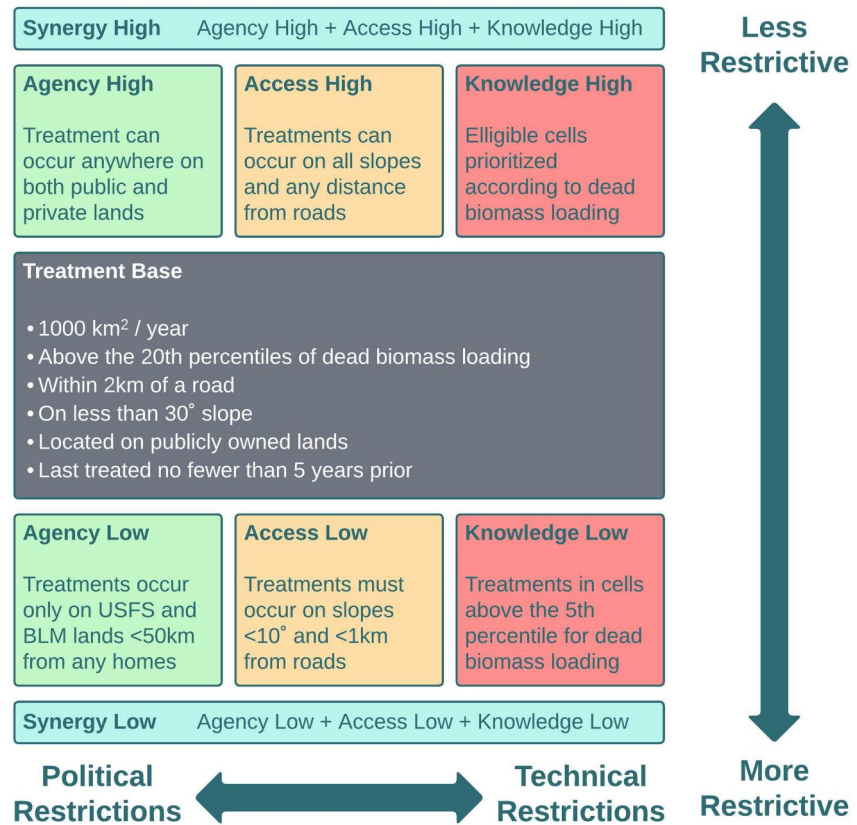 Synergy High Agency High + Access High + Knowledge High
Less
Restrictive
Agency High
Treatment can
occur anywhere on
both public and
private lands
Access High
Treatments can
occur on all slopes
and any distance
from roads
Knowledge High
Elligible cells
prioritized
according to dead
biomass loading
Treatment Base
• 1000 km² / year
• Above the 20th percentiles of dead biomass loading
• Within 2km of a road
• On less than 30˚ slope
• Located on publicly owned lands
• Last treated no fewer than 5 years prior
Agency Low
Treatments occur
only on USFS and
BLM lands <50km
from any homes
Access Low
Treatments must
occur on slopes
<10˚ and <1km
from roads
Knowledge Low
Treatments in cells
above the 5th
percentile for dead
biomass loading
Synergy Low Agency Low + Access Low + Knowledge Low
Political
Restrictions
Technical
Restrictions
More
Restrictive